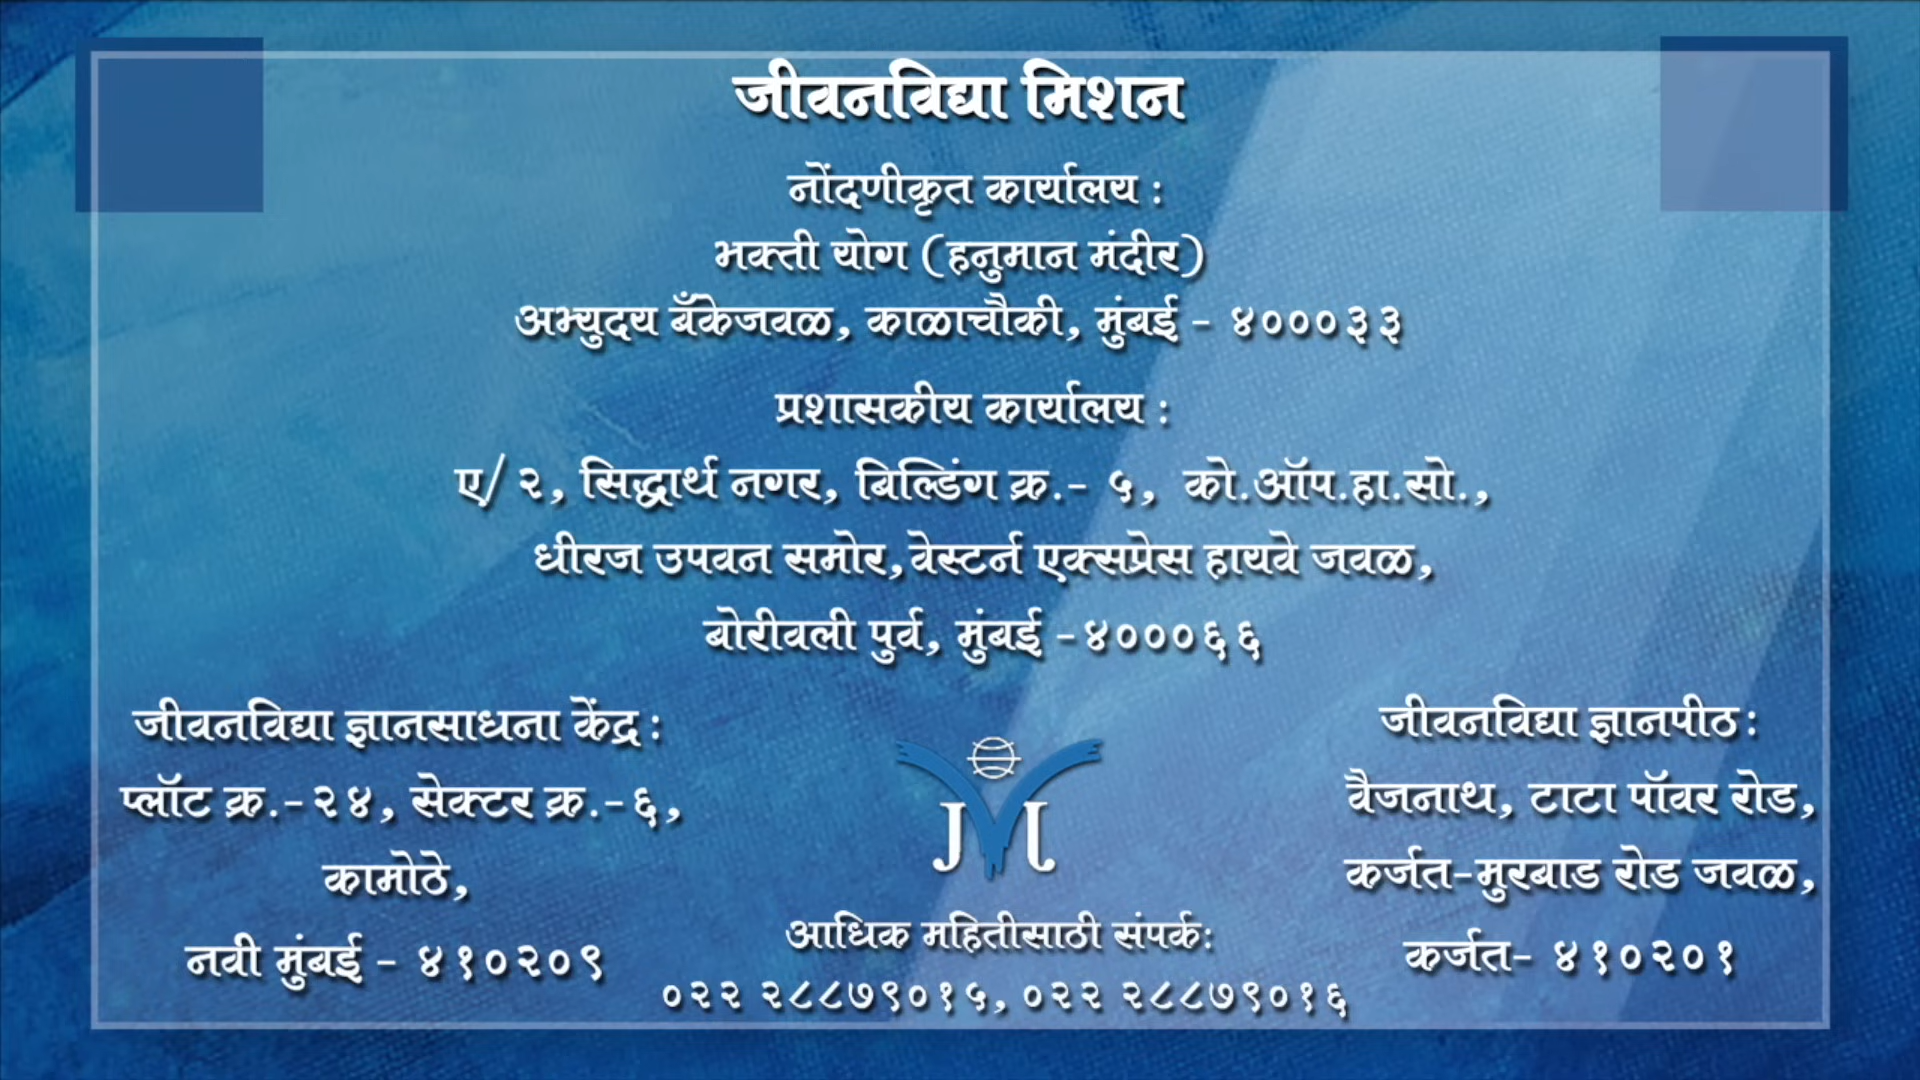 जीवनविद्या मिशन
नोंदणीकृत कार्यालय :
भक्ती योग (हनुमान मंदीर)
अभ्युदय बँकेजवळ, काळाचौकी, मुंबई - ४०००३३
प्रशासकीय कार्यालय :
ए/ २, सिद्धार्थ नगर, बिल्डिंग क्र.- ५, को.ऑप.हा.सो.,
धीरज उपवन समोर,वेस्टर्न एक्सप्रेस हायवे जवळ,
बोरीवली पुर्व, मुंबई -४०००६६
जीवनविद्या ज्ञानसाधना केंद्र :
प्लॉट क्र.-२४, सेक्टर क्र.-६,
कामोठे,
नवी मुंबई - ४१०२०९
जीवनविद्या ज्ञानपीठ:
वैजनाथ, टाटा पॉवर रोड,
कर्जत-मुरबाड रोड जवळ,
कर्जत- ४१०२०१
JVM
आधिक महितीसाठी संपर्क:
०२२ २८८७९०१५, ०२२ २८८७९०१६